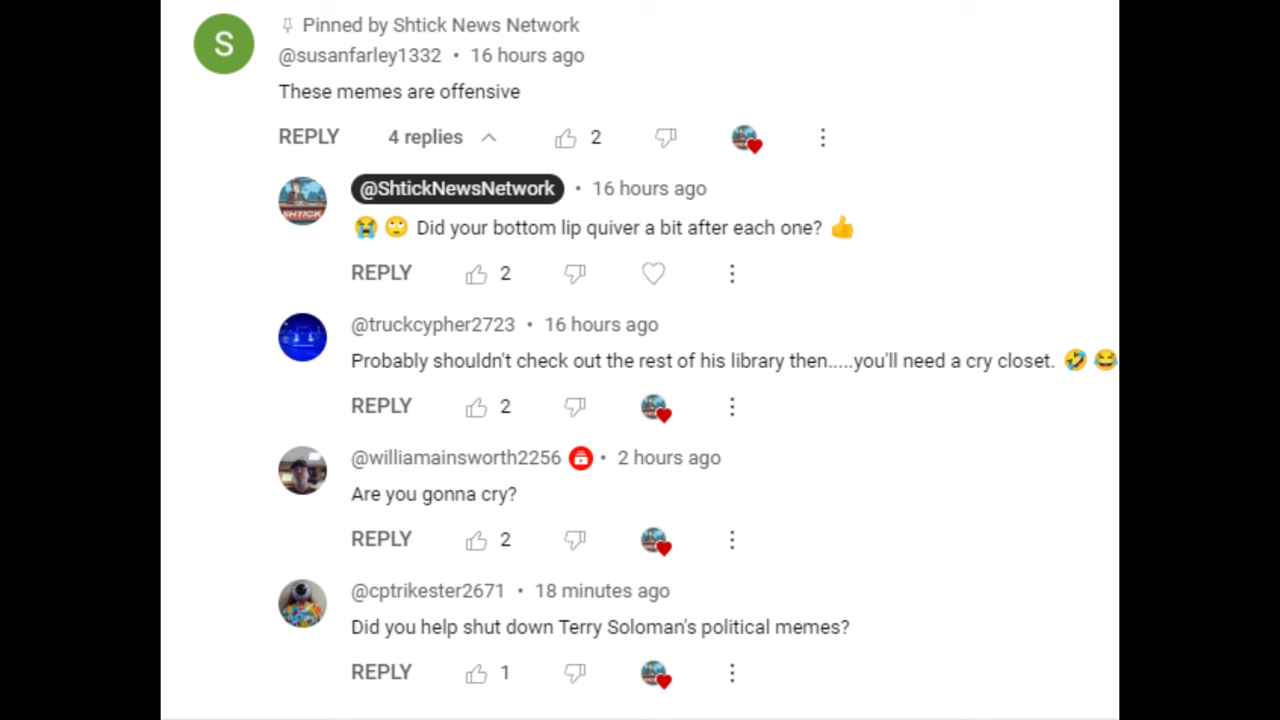 Pinned by Shtick News Network
@susanfarley1332 • 16 hours ago
These memes are offensive
REPLY 4 replies 2
@ShtickNewsNetwork • 16 hours ago
😭 🙄 Did your bottom lip quiver a bit after each one? 👍
REPLY 2
@truckcypher2723 • 16 hours ago
Probably shouldn't check out the rest of his library then.....you'll need a cry closet. 🤣 😂
REPLY 2
@williamainsworth2256 • 2 hours ago
Are you gonna cry?
REPLY 2
@cptrikester2671 • 18 minutes ago
Did you help shut down Terry Soloman's political memes?
REPLY 1
S
SHTICK